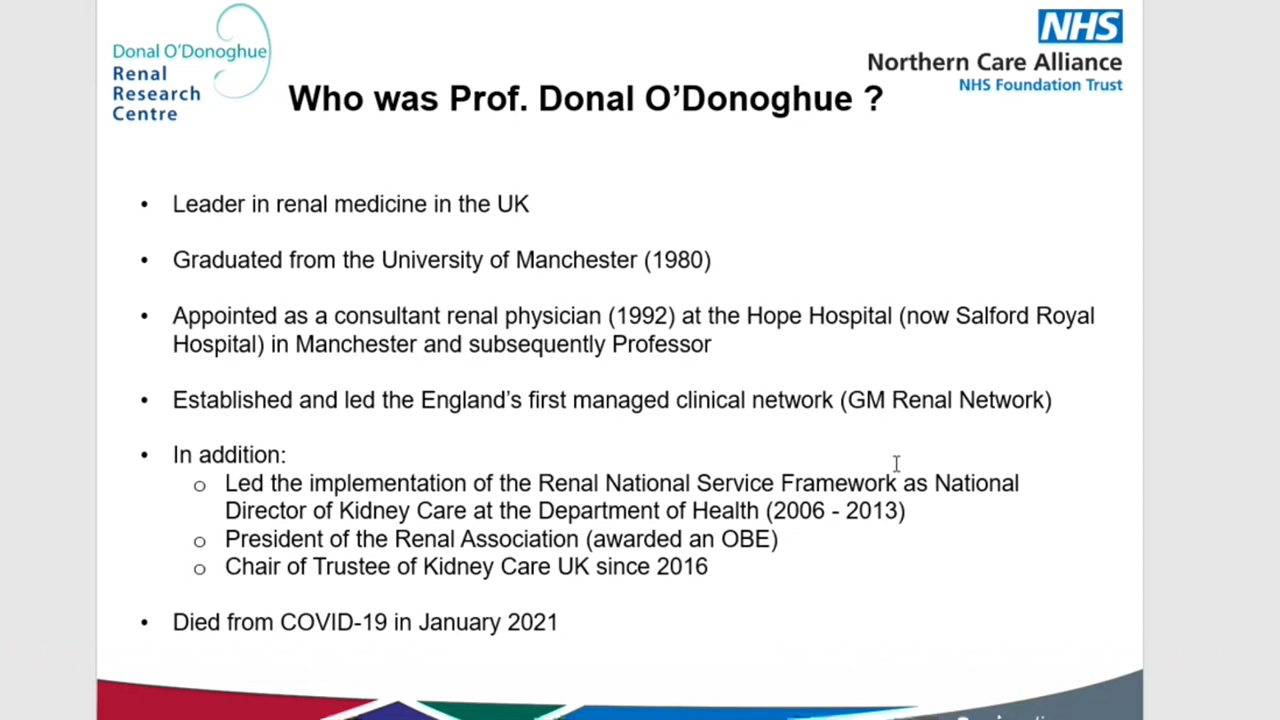 Donal O'Donoghue
Renal
Research
Centre
NHS
Northern Care Alliance
NHS Foundation Trust
Who was Prof. Donal O’Donoghue ?
• Leader in renal medicine in the UK
• Graduated from the University of Manchester (1980)
• Appointed as a consultant renal physician (1992) at the Hope Hospital (now Salford Royal
Hospital) in Manchester and subsequently Professor
• Established and led the England’s first managed clinical network (GM Renal Network)
• In addition:
o Led the implementation of the Renal National Service Framework as National
Director of Kidney Care at the Department of Health (2006 - 2013)
o President of the Renal Association (awarded an OBE)
o Chair of Trustee of Kidney Care UK since 2016
• Died from COVID-19 in January 2021